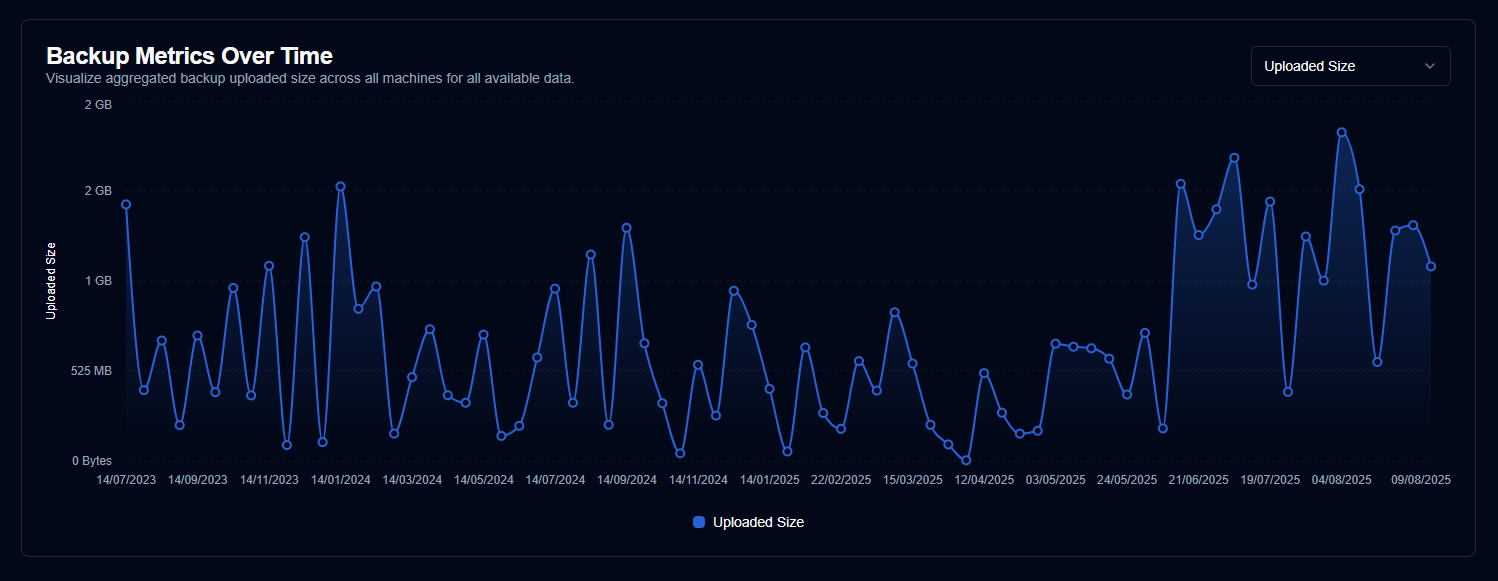 Backup Metrics Over Time
Visualize aggregated backup uploaded size across all machines for all available data.
Uploaded Size
2 GB
2 GB
1 GB
525 MB
0 Bytes
Uploaded Size
14/07/2023 14/09/2023 14/11/2023 14/01/2024 14/03/2024 14/05/2024 14/07/2024 14/09/2024 14/11/2024 14/01/2025 22/02/2025 15/03/2025 12/04/2025 03/05/2025 24/05/2025 21/06/2025 19/07/2025 04/08/2025 09/08/2025
Uploaded Size